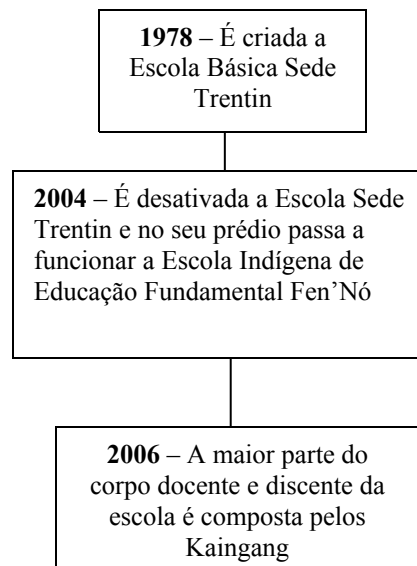 1978 – É criada a
Escola Básica Sede
Trentin
2004 – É desativada a Escola Sede
Trentin e no seu prédio passa a
funcionar a Escola Indígena de
Educação Fundamental Fen’Nó
2006 – A maior parte do
corpo docente e discente da
escola é composta pelos
Kaingang